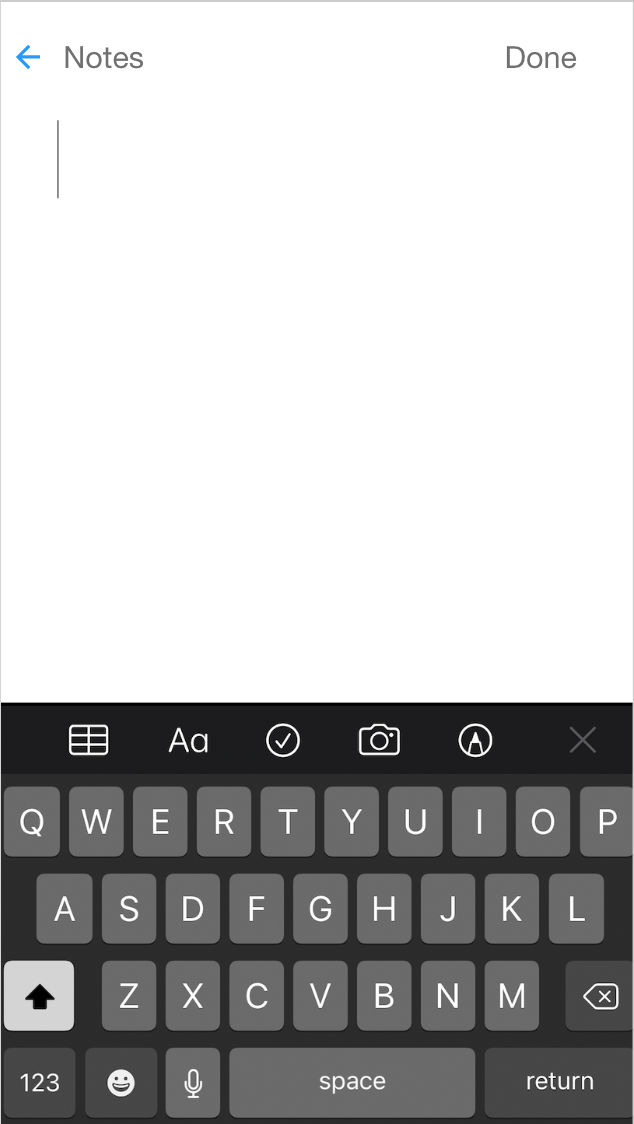 Notes Done
Aa
Q W E R T Y U I O P
A S D F G H J K L
Z X C V B N M
123 space return